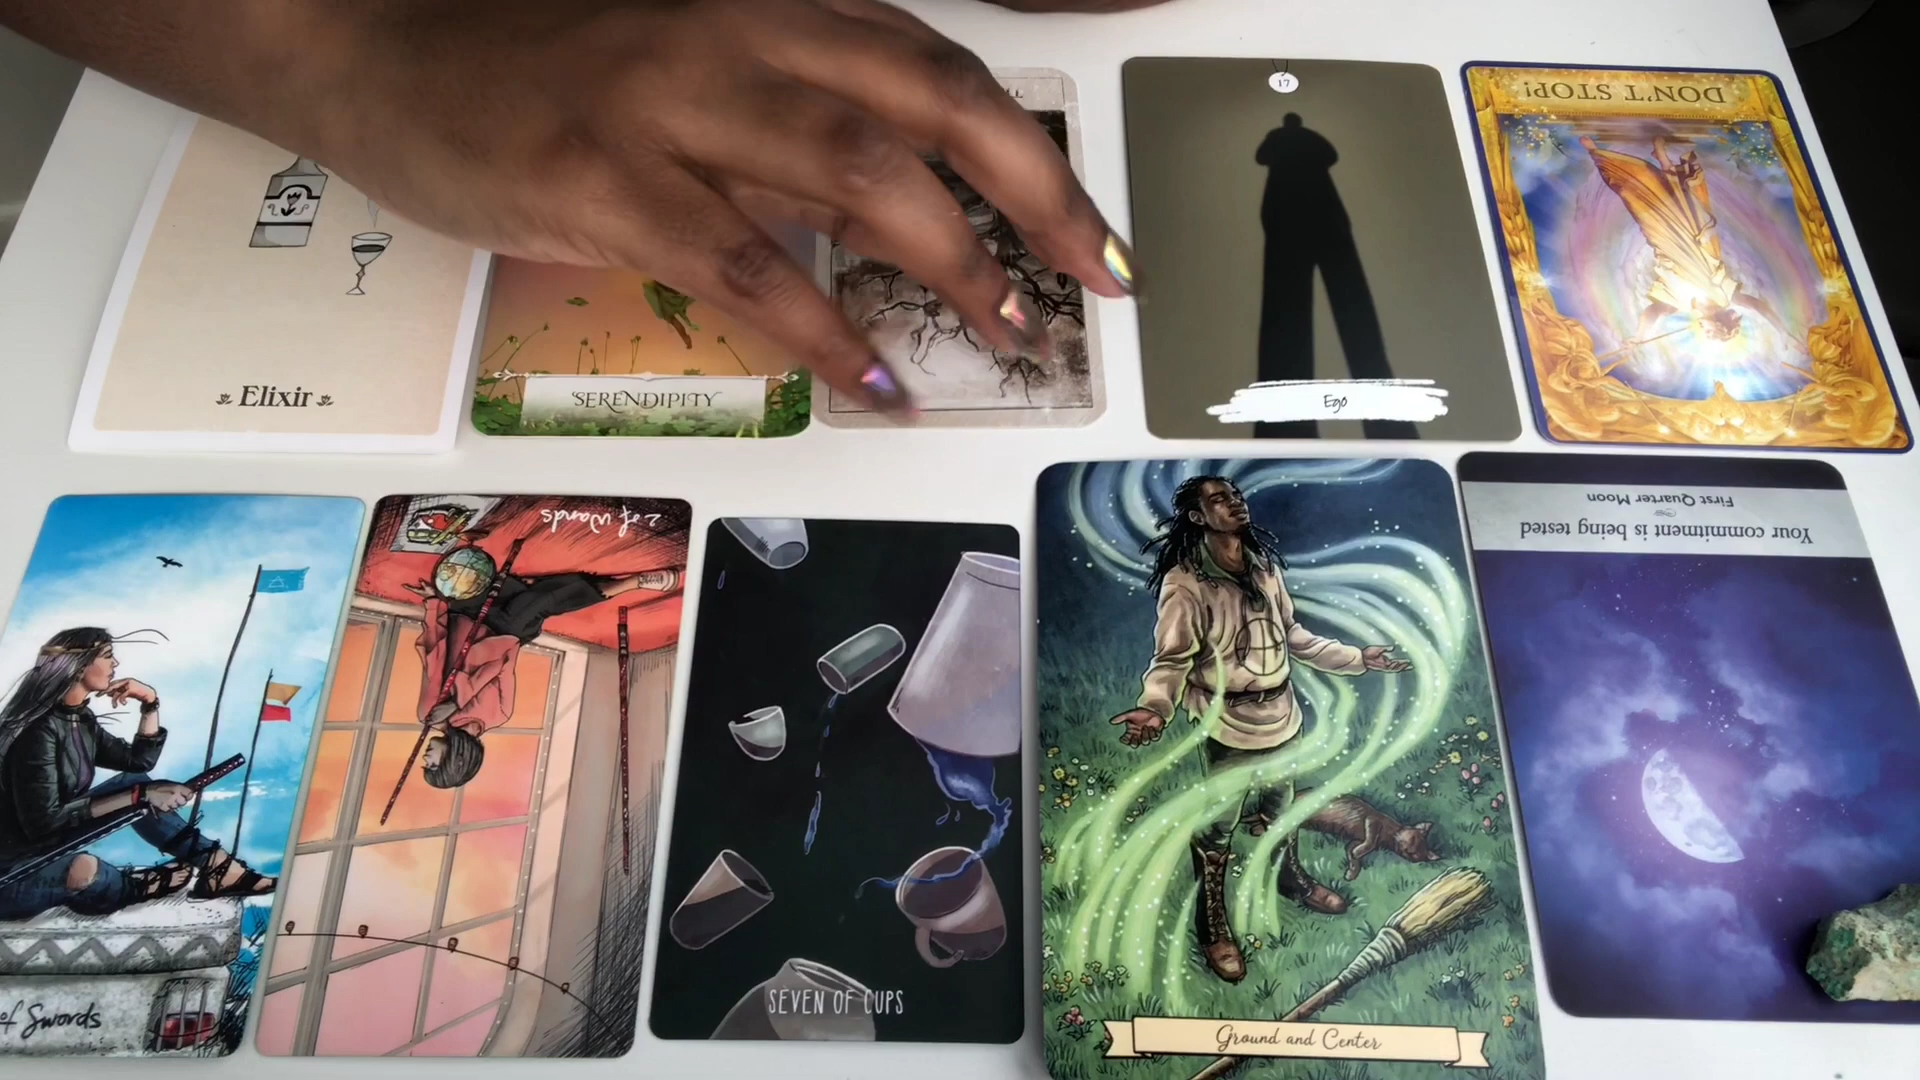 17
DON'T STOP!
Elixir
SERENDIPITY
Ego
2 of Wands
First Quarter Moon
Your commitment is being tested
of Swords
SEVEN OF CUPS
Ground and Center